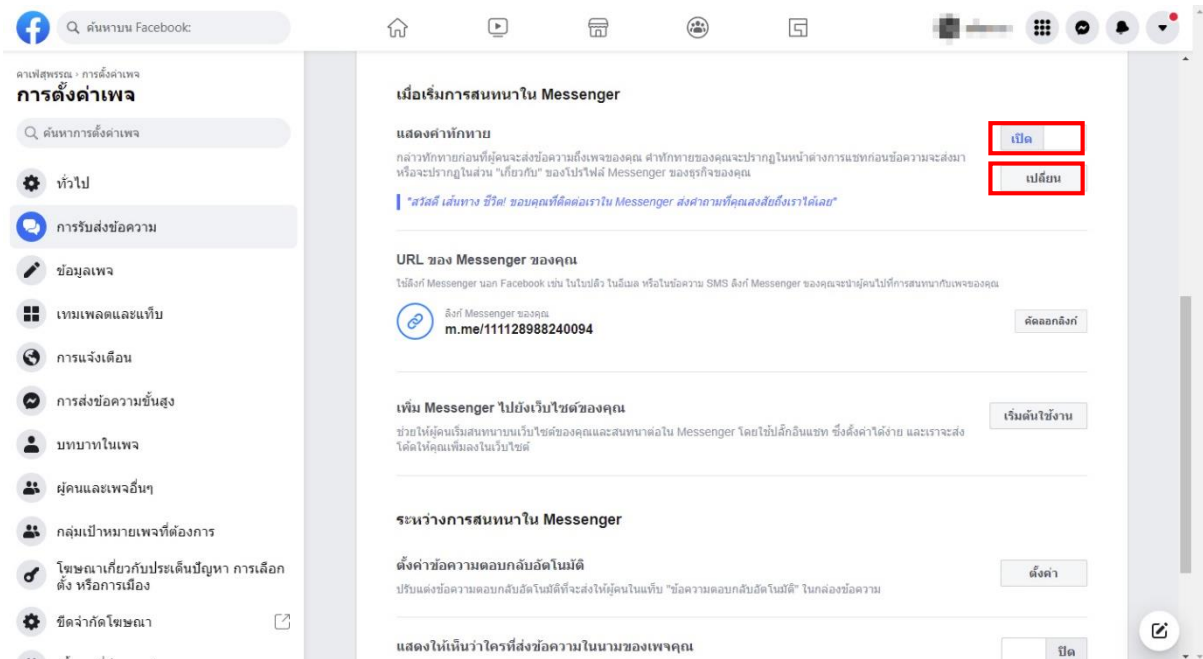 ค้นหาบน Facebook:
คาเฟ่สุพรรณ › การตั้งค่าเพจ
การตั้งค่าเพจ
ค้นหาการตั้งค่าเพจ
ทั่วไป
การรับส่งข้อความ
ข้อมูลเพจ
เทมเพลตและแท็บ
การแจ้งเตือน
การส่งข้อความขั้นสูง
บทบาทในเพจ
ผู้คนและเพจอื่นๆ
กลุ่มเป้าหมายเพจที่ต้องการ
โฆษณาเกี่ยวกับประเด็นปัญหา การเลือก
ตั้ง หรือการเมือง
ขีดจำกัดโฆษณา
เมื่อเริ่มการสนทนาใน Messenger
แสดงคำทักทาย
เปิด
กล่าวทักทายก่อนที่ผู้คนจะส่งข้อความถึงเพจของคุณ คำทักทายของคุณจะปรากฏในหน้าต่างการแชทก่อนข้อความจะส่งมา
หรือจะปรากฏในส่วน "เกี่ยวกับ" ของโปรไฟล์ Messenger ของธุรกิจของคุณ
เปลี่ยน
"สวัสดี เส้นทาง ชีวิต! ขอบคุณที่ติดต่อเราใน Messenger ส่งคำถามที่คุณสงสัยถึงเราได้เลย"
URL ของ Messenger ของคุณ
ใช้ลิงก์ Messenger นอก Facebook เช่น ในใบปลิว ในอีเมล หรือในข้อความ SMS ลิงก์ Messenger ของคุณจะนำผู้คนไปที่การสนทนากับเพจของคุณ
ลิงก์ Messenger ของคุณ
m.me/111128988240094
คัดลอกลิงก์
เพิ่ม Messenger ไปยังเว็บไซต์ของคุณ
เริ่มต้นใช้งาน
ช่วยให้ผู้คนเริ่มสนทนาบนเว็บไซต์ของคุณและสนทนาต่อใน Messenger โดยใช้ปลั๊กอินแชท ซึ่งตั้งค่าได้ง่าย และเราจะส่ง
โค้ดให้คุณเพิ่มลงในเว็บไซต์
ระหว่างการสนทนาใน Messenger
ตั้งค่าข้อความตอบกลับอัตโนมัติ
ตั้งค่า
ปรับแต่งข้อความตอบกลับอัตโนมัติที่จะส่งให้ผู้คนในแท็บ "ข้อความตอบกลับอัตโนมัติ" ในกล่องข้อความ
แสดงให้เห็นว่าใครที่ส่งข้อความในนามของเพจคุณ
ปิด